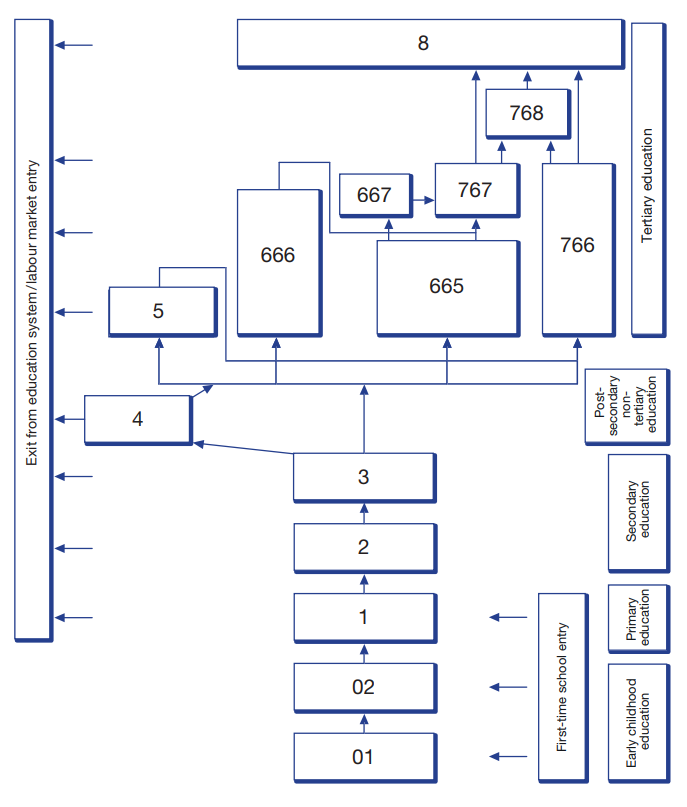 8
768
667
767
666
665
766
5
4
3
2
1
02
01
Exit from education system/labour market entry
Tertiary education
Post-
secondary
non-
tertiary
education
Secondary
education
Primary
education
First-time school entry
Early childhood
education